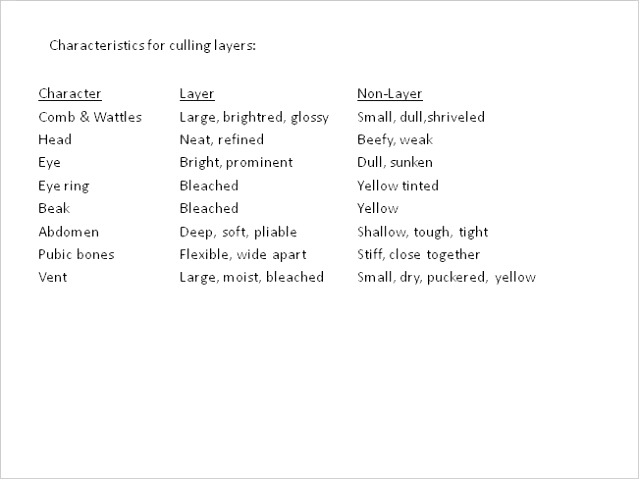 Characteristics for culling layers:
Character Layer Non-Layer
Comb & Wattles Large, brightred, glossy Small, dull,shriveled
Head Neat, refined Beefy, weak
Eye Bright, prominent Dull, sunken
Eye ring Bleached Yellow tinted
Beak Bleached Yellow
Abdomen Deep, soft, pliable Shallow, tough, tight
Pubic bones Flexible, wide apart Stiff, close together
Vent Large, moist, bleached Small, dry, puckered, yellow